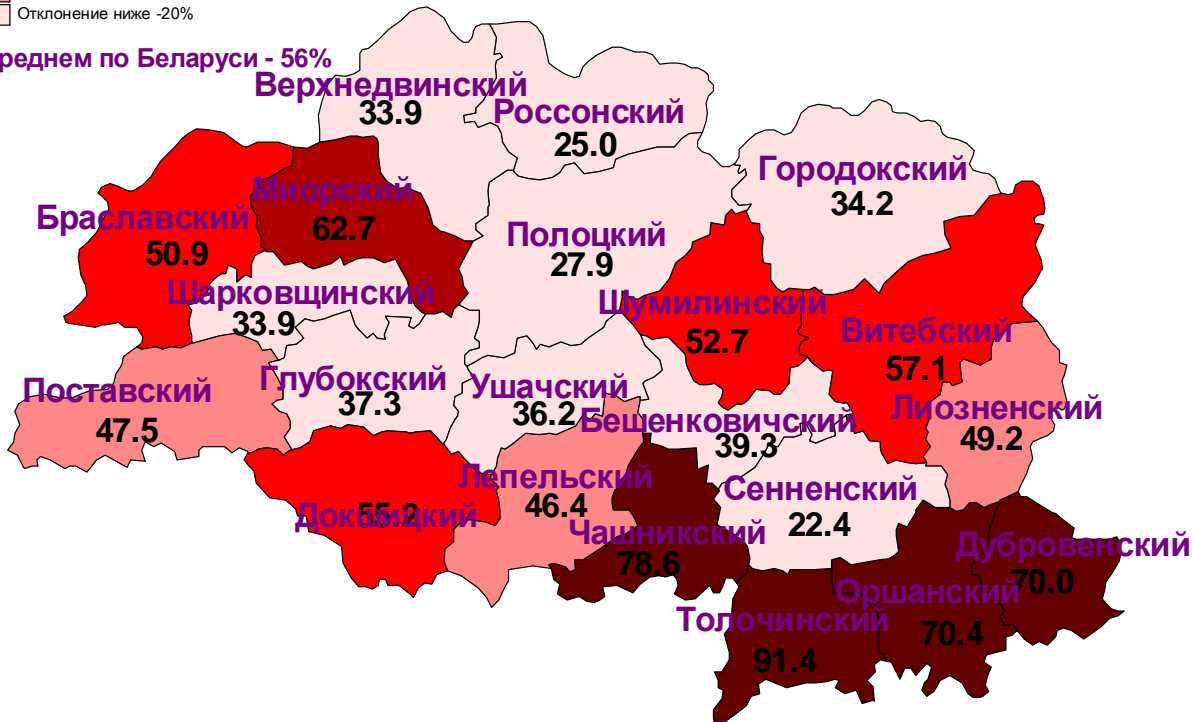 Отклонение ниже -20%
реднем по Беларуси - 56%
Верхнедвинский
33.9
Россонский
25.0
Городокский
34.2
Миорский
62.7
Браславский
50.9
Полоцкий
27.9
Шарковщинский
33.9
Шумилинский
52.7
Витебский
57.1
Поставский
47.5
Глубокский
37.3
Ушачский
36.2
Бешенковичский
39.3
Лиозненский
49.2
Лепельский
46.4
Сенненский
22.4
Докшицкий
55.2
Чашникский
78.6
Дубровенский
70.0
Оршанский
70.4
Толочинский
91.4